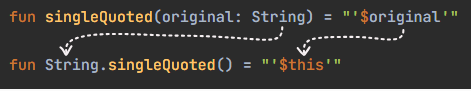 fun singleQuoted(original: String) = "'$original'"
fun String.singleQuoted() = "'$this'"